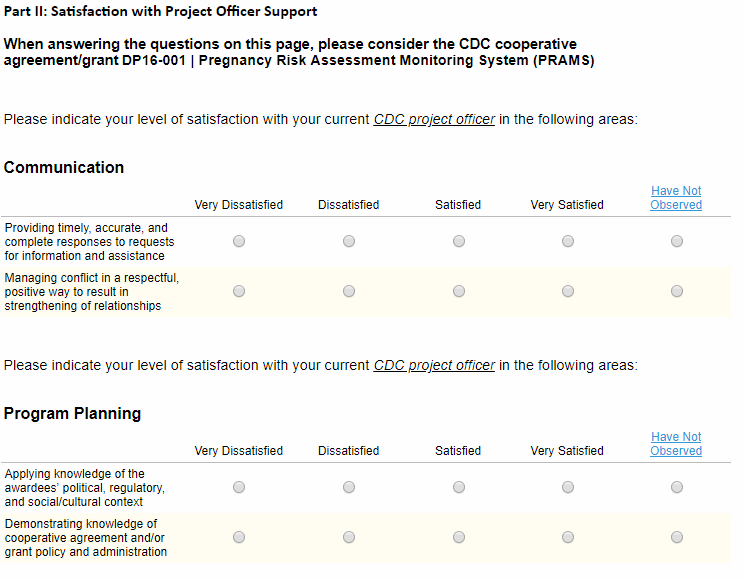 Part II: Satisfaction with Project Officer Support
When answering the questions on this page, please consider the CDC cooperative
agreement/grant DP16-001 | Pregnancy Risk Assessment Monitoring System (PRAMS)
Please indicate your level of satisfaction with your current CDC project officer in the following areas:
Communication
Very Dissatisfied Dissatisfied Satisfied Very Satisfied Have Not
Observed
Providing timely, accurate, and
complete responses to requests
for information and assistance
Managing conflict in a respectful,
positive way to result in
strengthening of relationships
Please indicate your level of satisfaction with your current CDC project officer in the following areas:
Program Planning
Very Dissatisfied Dissatisfied Satisfied Very Satisfied Have Not
Observed
Applying knowledge of the
awardees' political, regulatory,
and social/cultural context
Demonstrating knowledge of
cooperative agreement and/or
grant policy and administration